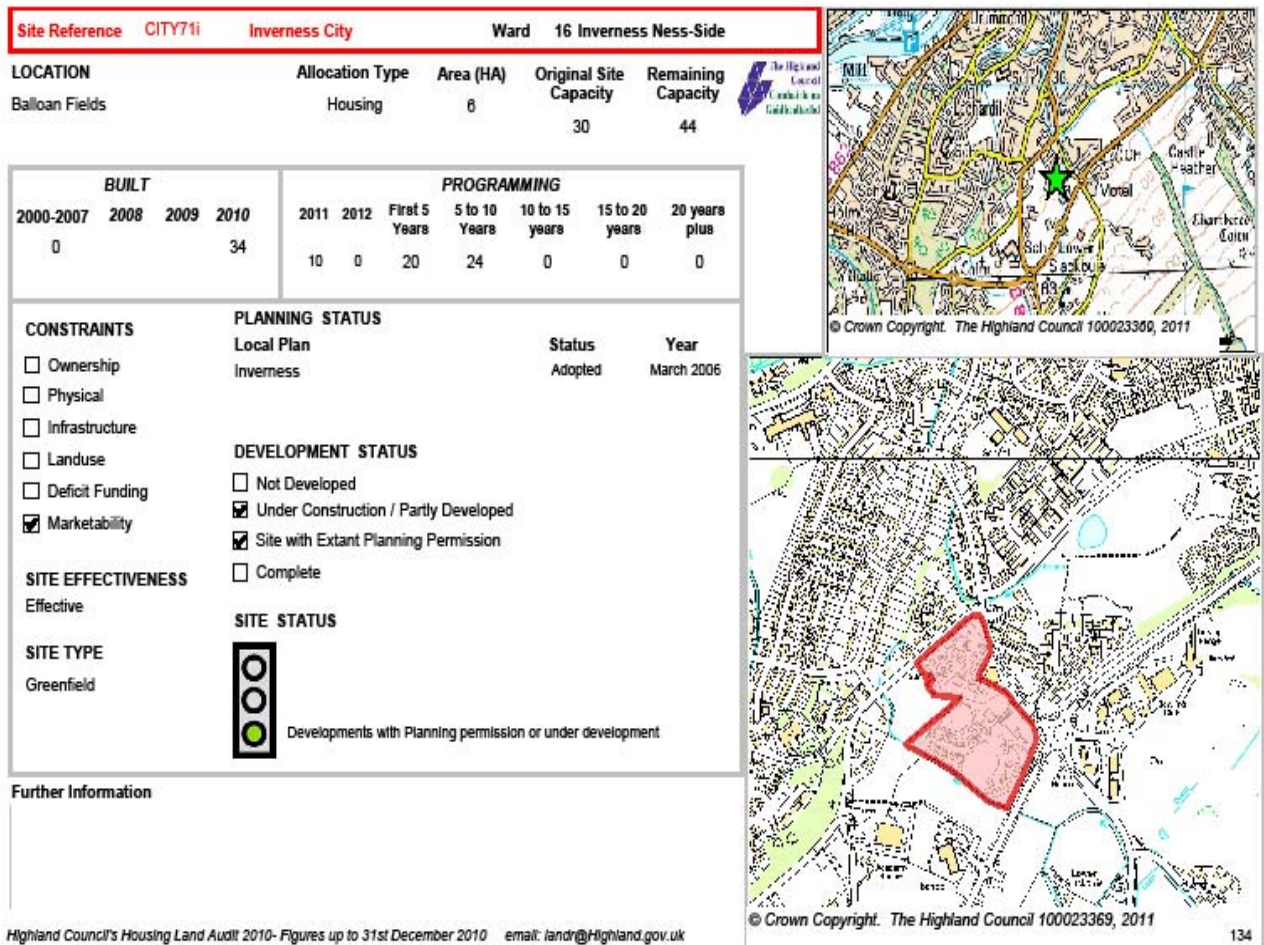 Site Reference CITY71i Inverness City Ward 16 Inverness Ness-Side
LOCATION Allocation Type Area (HA) Original Site Capacity Remaining Capacity
Balloan Fields Housing 6 30 44
BUILT PROGRAMMING
2000-2007 2008 2009 2010 2011 2012 First 5 Years 5 to 10 Years 10 to 15 years 15 to 20 years 20 years plus
0 34 10 0 20 24 0 0 0
CONSTRAINTS
Ownership
Physical
Infrastructure
Landuse
Deficit Funding
Marketability
SITE EFFECTIVENESS
Effective
SITE TYPE
Greenfield
PLANNING STATUS
Local Plan Status Year
Inverness Adopted March 2006
DEVELOPMENT STATUS
Not Developed
Under Construction / Partly Developed
Site with Extant Planning Permission
Complete
SITE STATUS
Developments with Planning permission or under development
Further Information
Drummond
Castle
Heather
Motel
Lower
Slackbuie
© Crown Copyright. The Highland Council 100023369, 2011
© Crown Copyright. The Highland Council 100023369, 2011
Highland Council's Housing Land Audit 2010- Figures up to 31st December 2010 email: landr@Highland.gov.uk
134